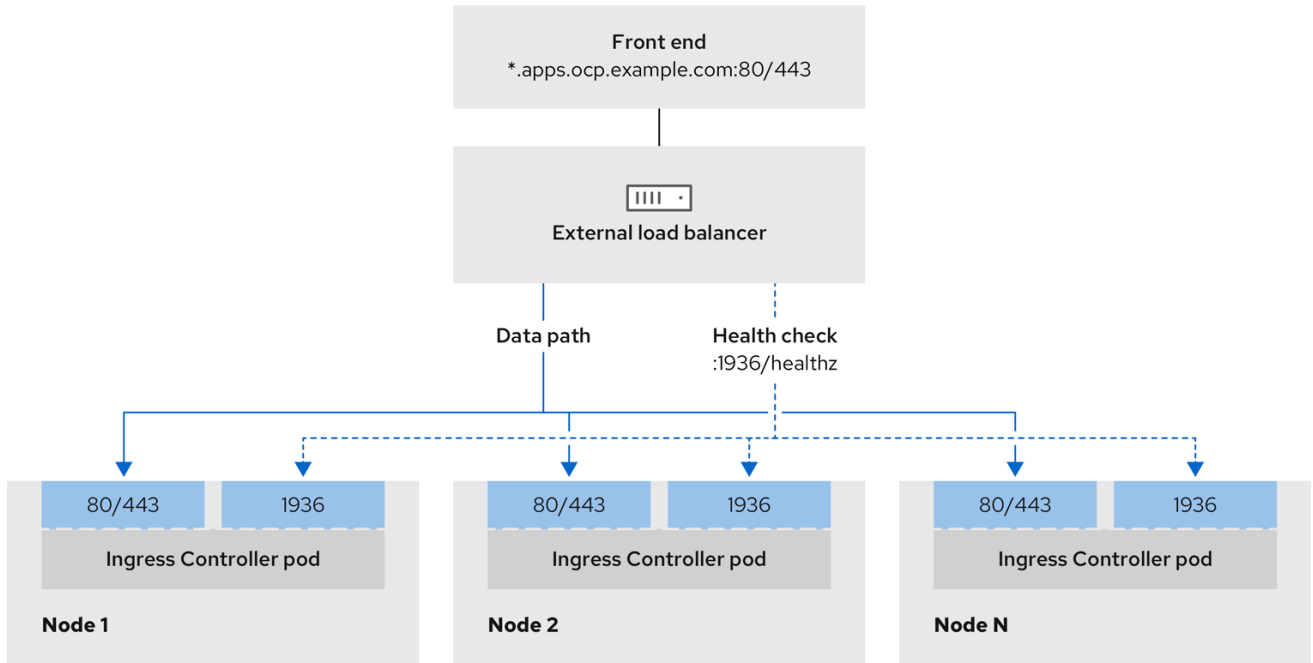 Front end
*.apps.ocp.example.com:80/443
External load balancer
Data path
Health check
:1936/healthz
80/443
1936
80/443
1936
80/443
1936
Ingress Controller pod
Ingress Controller pod
Ingress Controller pod
Node 1
Node 2
Node N